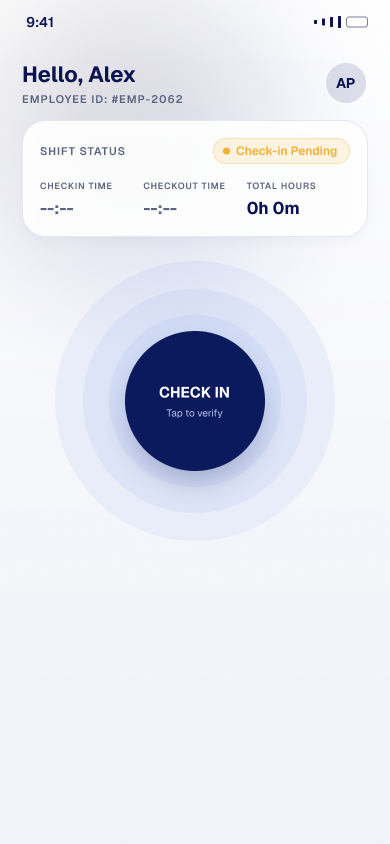 9:41
Hello, Alex
EMPLOYEE ID: #EMP-2062
AP
SHIFT STATUS
Check-in Pending
CHECKIN TIME
CHECKOUT TIME
TOTAL HOURS
--:--
--:--
0h 0m
CHECK IN
Tap to verify